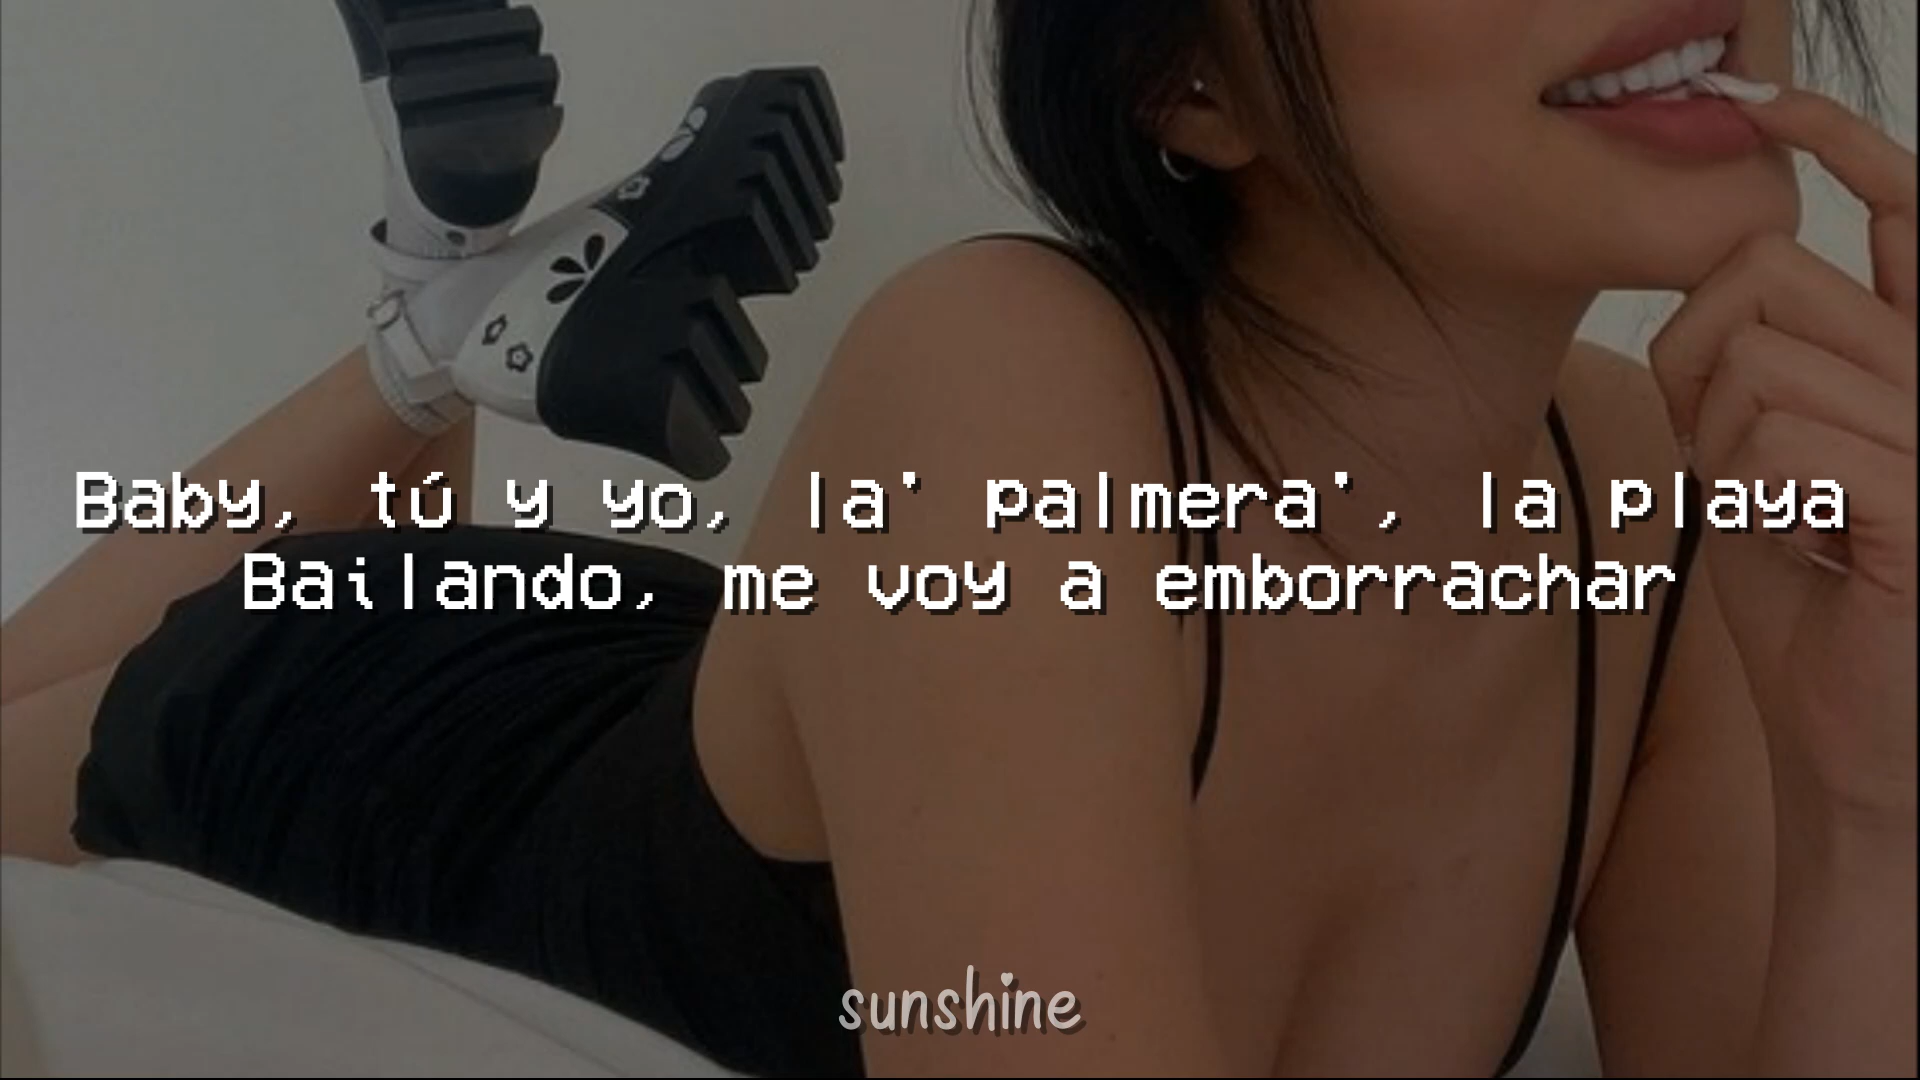 Baby, tú y yo, la' palmera', la playa
Bailando, me voy a emborrachar
sunshine